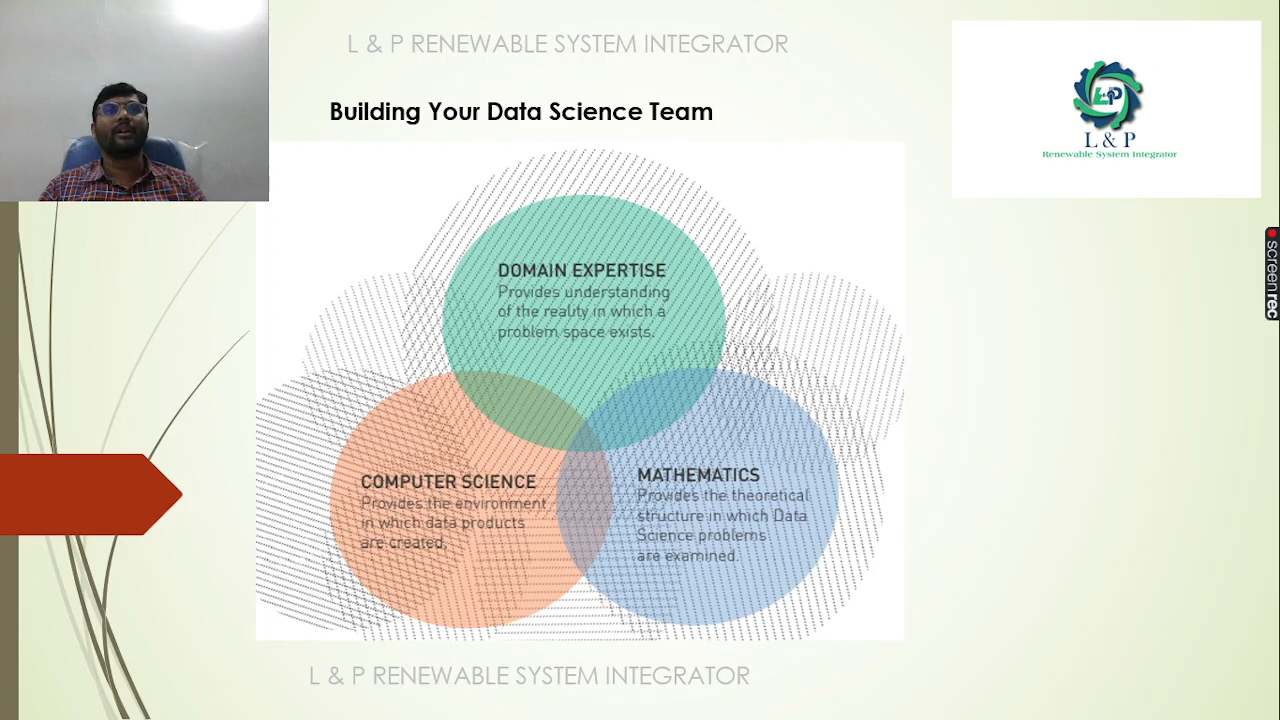 L & P RENEWABLE SYSTEM INTEGRATOR
Building Your Data Science Team
L&P
L & P
Renewable System Integrator
DOMAIN EXPERTISE
Provides understanding
of the reality in which a
problem space exists.
COMPUTER SCIENCE
Provides the environment
in which data products
are created.
MATHEMATICS
Provides the theoretical
structure in which Data
Science problems
are examined.
screenrec
L & P RENEWABLE SYSTEM INTEGRATOR